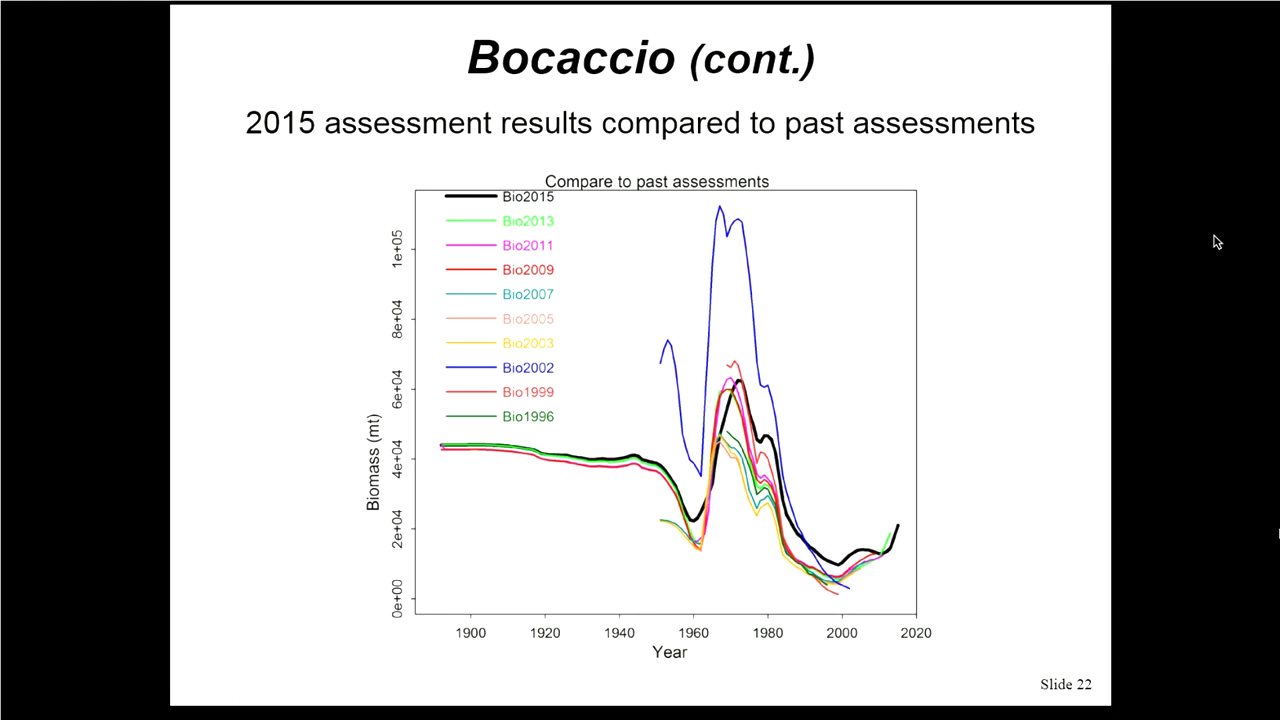 Bocaccio (cont.)
2015 assessment results compared to past assessments
Compare to past assessments
Bio2015
Bio2013
Bio2011
Bio2009
Bio2007
Bio2005
Bio2003
Bio2002
Bio1999
Bio1996
Biomass (mt)
1e+05
8e+04
6e+04
4e+04
2e+04
0e+00
1900 1920 1940 1960 1980 2000 2020
Year
Slide 22